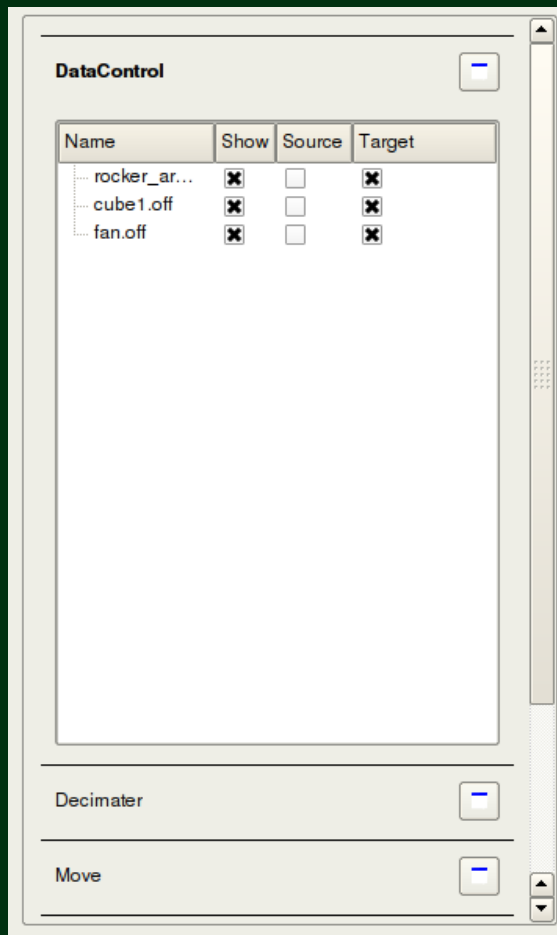 DataControl
Name Show Source Target
rocker_ar...
cube1.off
fan.off
Decimater
Move